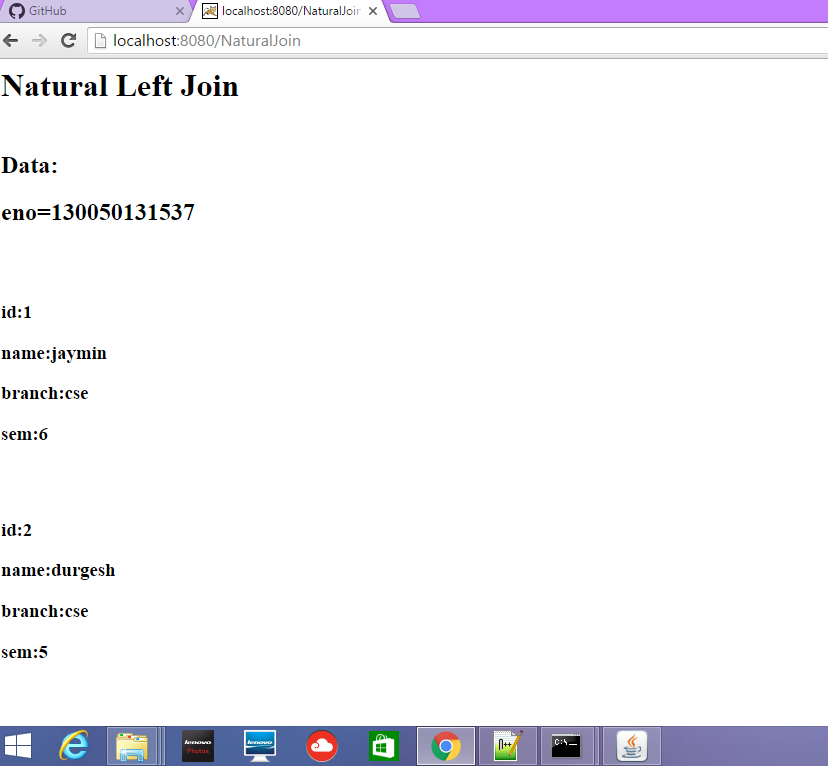 GitHub
localhost:8080/NaturalJoin
localhost:8080/NaturalJoin
Natural Left Join
Data:
eno=130050131537
id:1
name:jaymin
branch:cse
sem:6
id:2
name:durgesh
branch:cse
sem:5
lenovo
Photos
lenovo
C:\